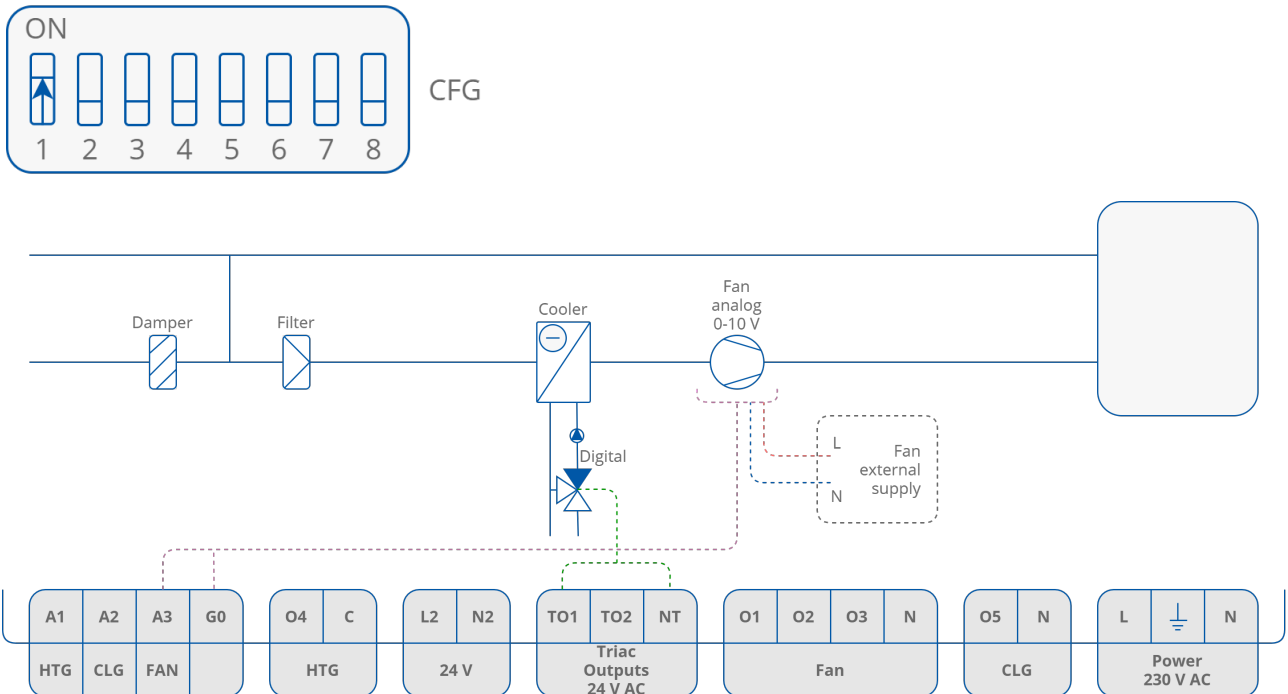 ON
CFG
1 2 3 4 5 6 7 8
Fan
analog
0-10 V
Cooler
Damper
Filter
Digital
L
N
Fan
external
supply
A1 A2 A3 G0
HTG CLG FAN
O4 C
HTG
L2 N2
24 V
TO1 TO2 NT
Triac
Outputs
24 V AC
O1 O2 O3 N
Fan
O5 N
CLG
L N
Power
230 V AC